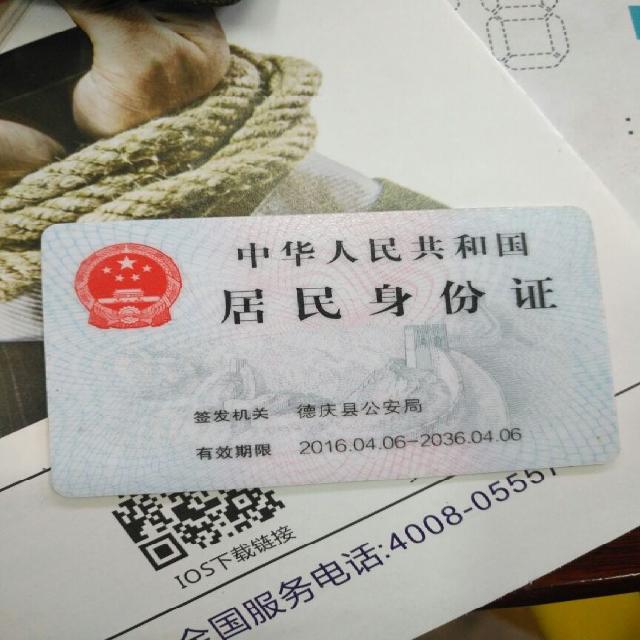 中华人民共和国
居民身份证
签发机关 德庆县公安局
有效期限 2016.04.06-2036.04.06
IOS下载链接
全国服务电话:4008-0555